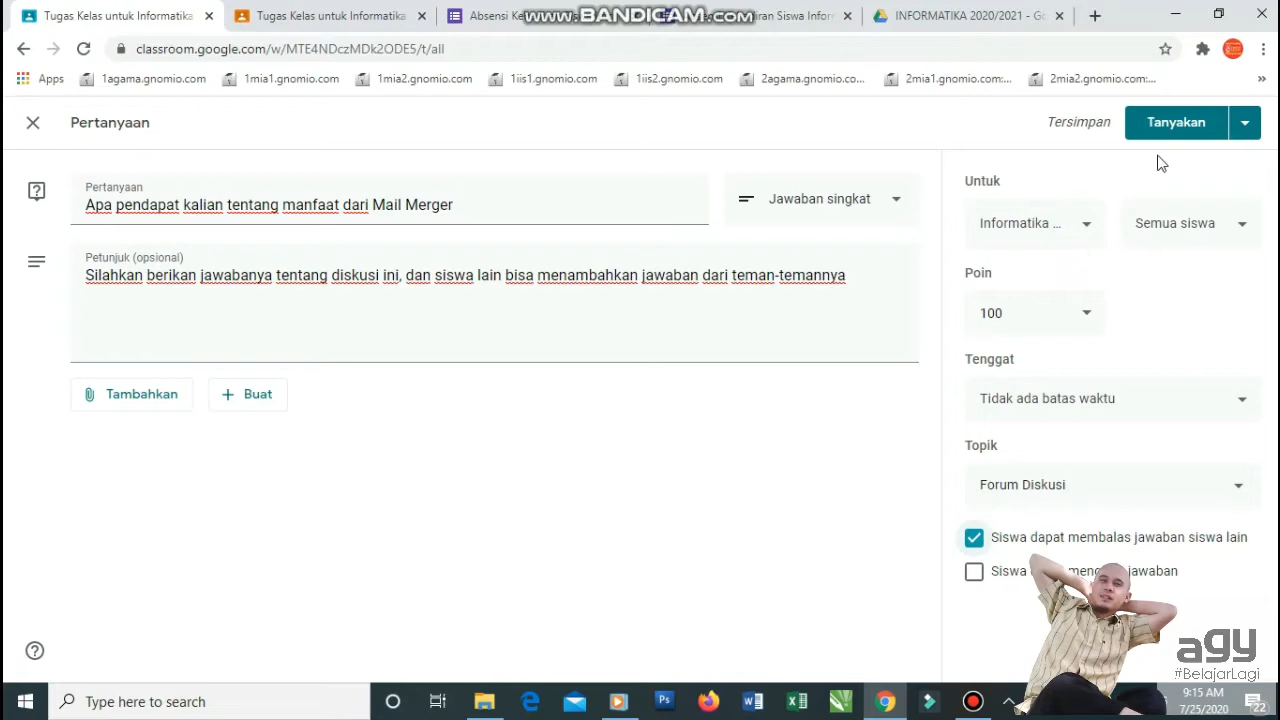 Tugas Kelas untuk Informatika
Tugas Kelas untuk Informatika
Absensi Ke
www.BANDICAM.com
iran Siswa Infor
INFORMATIKA 2020/2021 - Go
classroom.google.com/w/MTE4NDczMDk2ODE5/t/all
Apps
1agama.gnomio.com
1mia1.gnomio.com
1mia2.gnomio.com
1iis1.gnomio.com
1iis2.gnomio.com
2agama.gnomio.co...
2mia1.gnomio.com:...
2mia2.gnomio.com:...
Pertanyaan
Tersimpan
Tanyakan
Pertanyaan
Apa pendapat kalian tentang manfaat dari Mail Merger
Jawaban singkat
Petunjuk (opsional)
Silahkan berikan jawabanya tentang diskusi ini, dan siswa lain bisa menambahkan jawaban dari teman-temannya
Tambahkan
Buat
Untuk
Informatika ...
Semua siswa
Poin
100
Tenggat
Tidak ada batas waktu
Topik
Forum Diskusi
Siswa dapat membalas jawaban siswa lain
Siswa jawaban
agy
#BelajarLagi
Type here to search
9:15 AM
7/25/2020
22